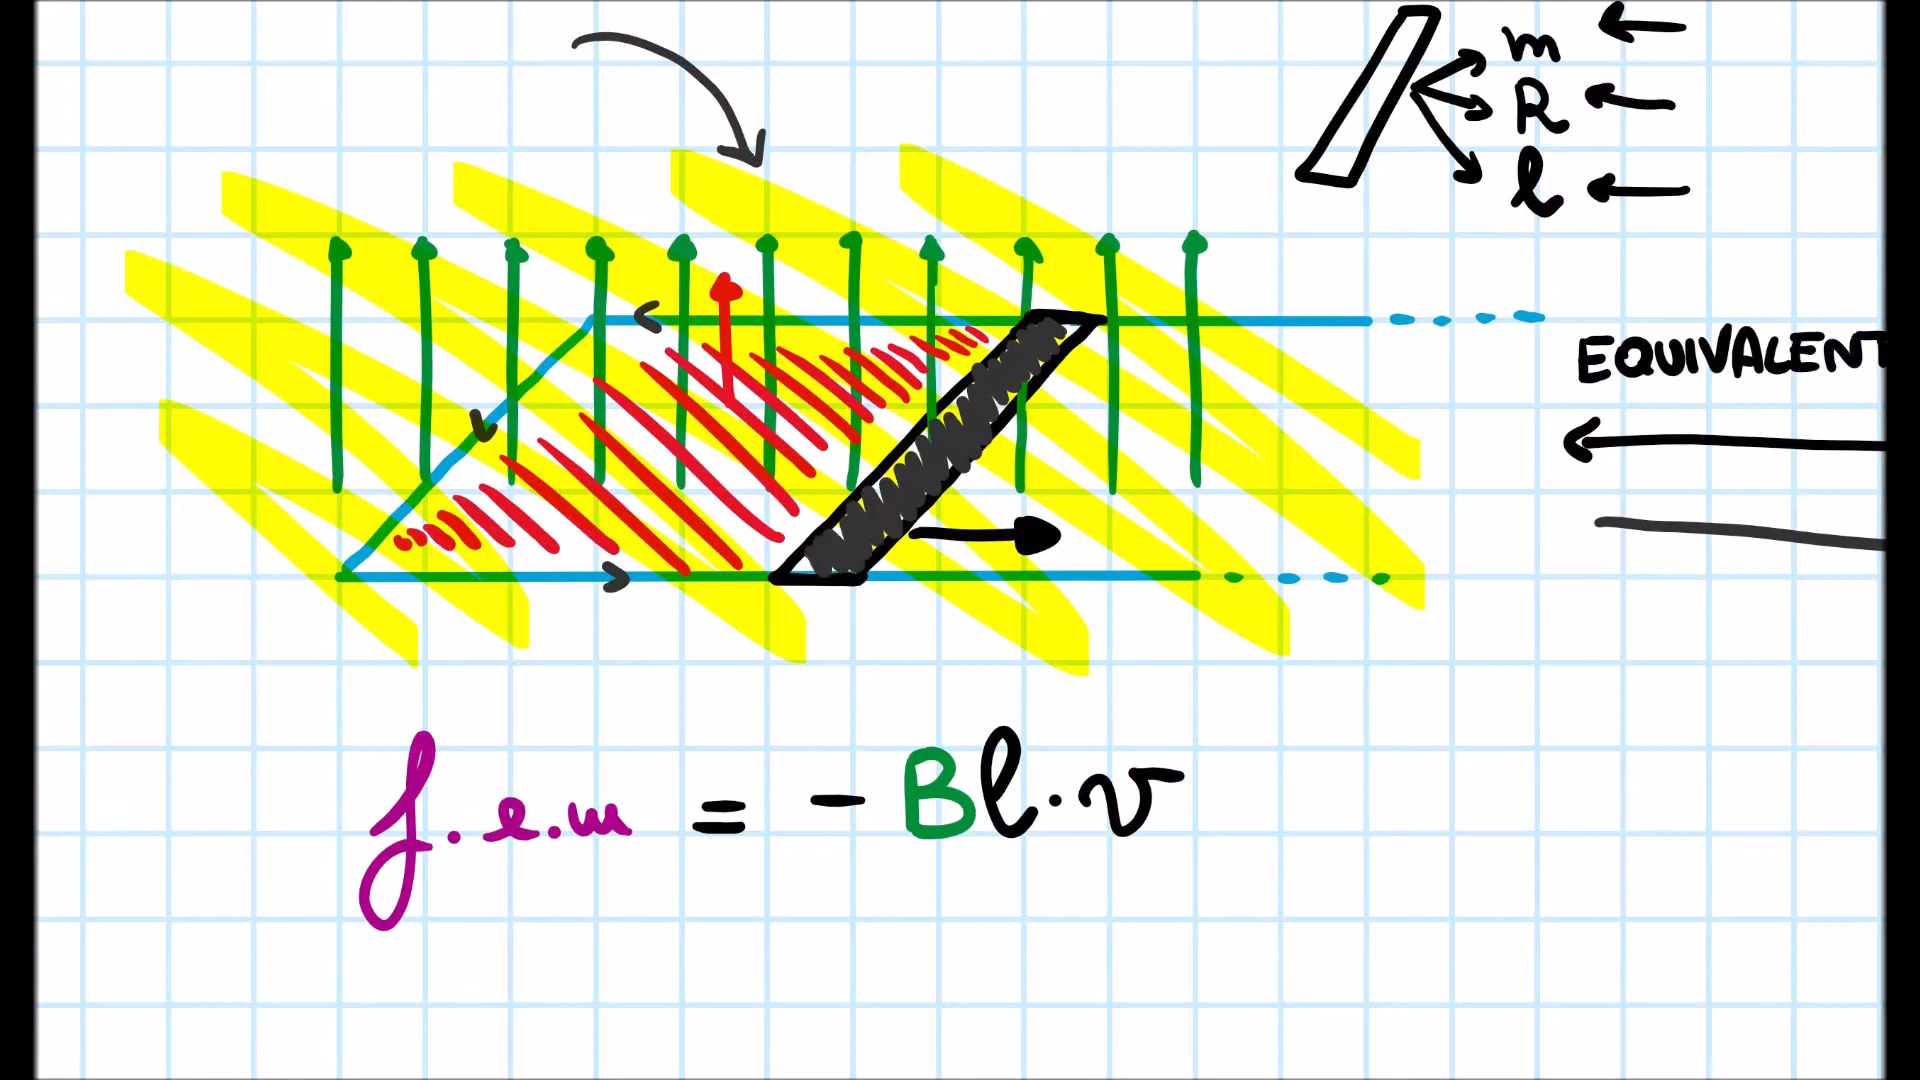 m
R
l
EQUIVALENT
f.e.m = - Bl·v